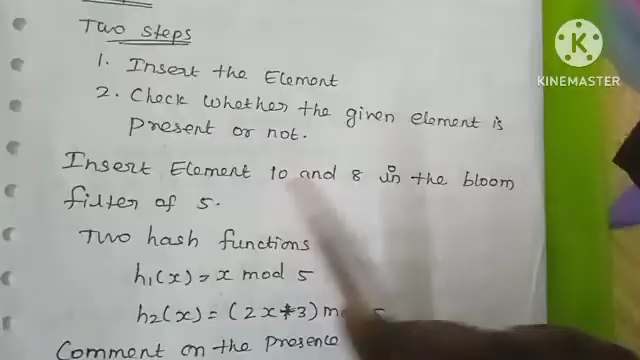 Two Steps
1. Insert the Element
2. Check whether the given element is
Present or not.
Insert Element 10 and 8 in the bloom
filter of 5.
Two hash functions
h1(x) = x mod 5
h2(x) = (2x+3) mo 5
Comment on the presence
K
KINEMASTER